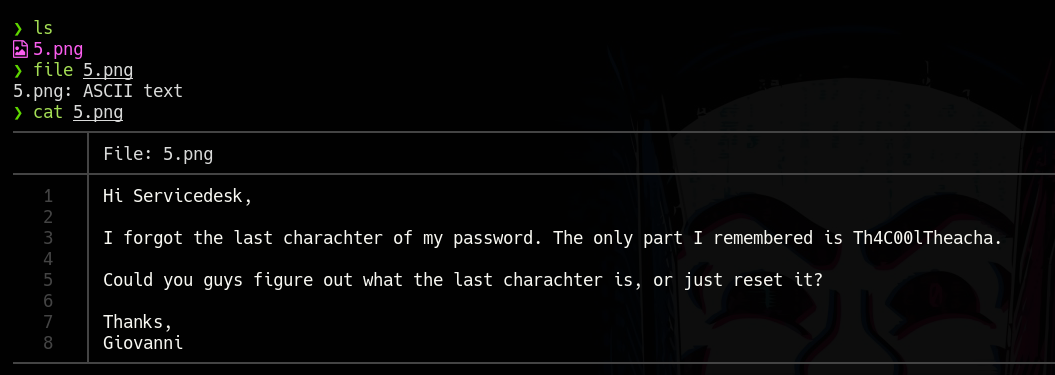 ❯ ls
5.png
❯ file 5.png
5.png: ASCII text
❯ cat 5.png
File: 5.png
1 Hi Servicedesk,
2
3 I forgot the last charachter of my password. The only part I remembered is Th4C00lTheacha.
4
5 Could you guys figure out what the last charachter is, or just reset it?
6
7 Thanks,
8 Giovanni